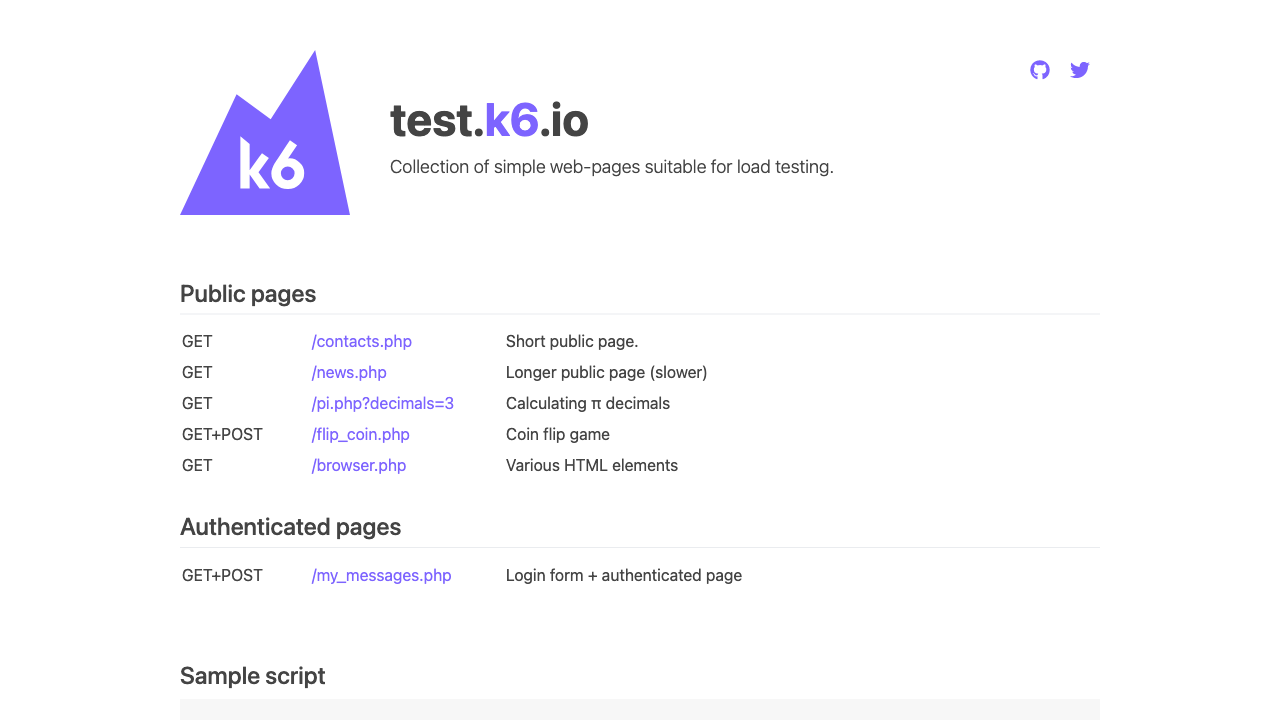 k6
test.k6.io
Collection of simple web-pages suitable for load testing.
Public pages
GET /contacts.php Short public page.
GET /news.php Longer public page (slower)
GET /pi.php?decimals=3 Calculating π decimals
GET+POST /flip_coin.php Coin flip game
GET /browser.php Various HTML elements
Authenticated pages
GET+POST /my_messages.php Login form + authenticated page
Sample script